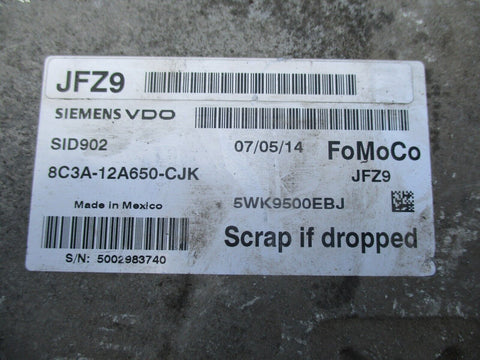 JFZ9
SIEMENS VDO
SID902 07/05/14 FoMoCo
8C3A-12A650-CJK JFZ9
Made in Mexico 5WK9500EBJ
Scrap if dropped
S/N: 5002983740